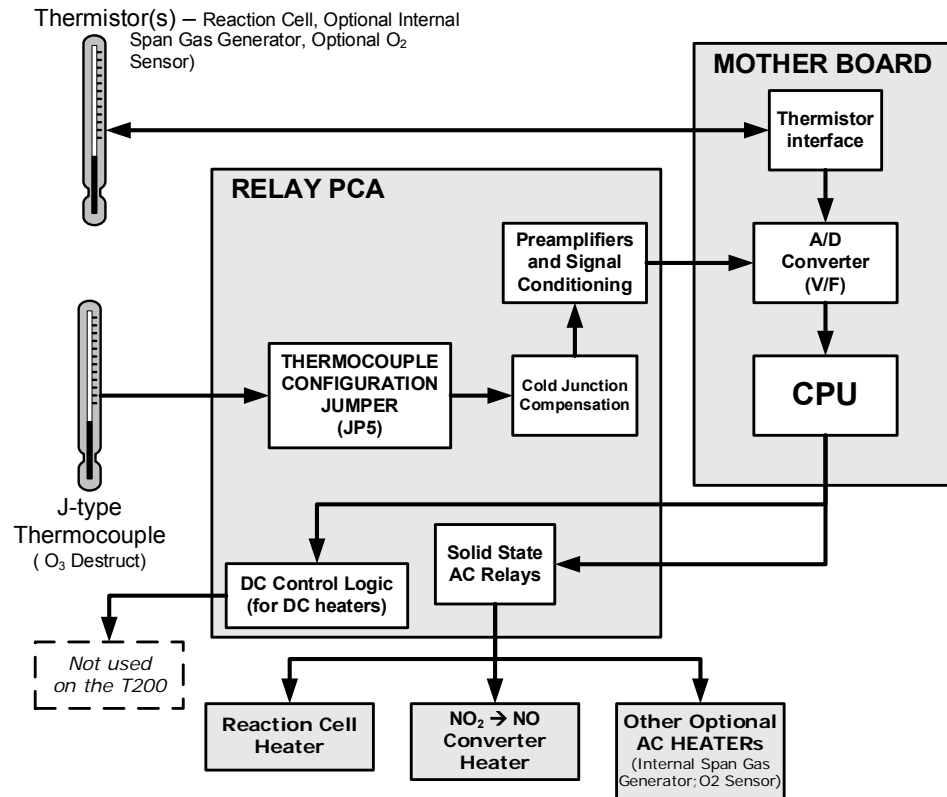 Thermistor(s) – Reaction Cell, Optional Internal
Span Gas Generator, Optional O₂
Sensor)
MOTHER BOARD
Thermistor
interface
RELAY PCA
Preamplifiers
and Signal
Conditioning
A/D
Converter
(V/F)
THERMOCOUPLE
CONFIGURATION
JUMPER
(JP5)
Cold Junction
Compensation
CPU
J-type
Thermocouple
( O₃ Destruct)
Solid State
AC Relays
DC Control Logic
(for DC heaters)
Not used
on the T200
Reaction Cell
Heater
NO₂ → NO
Converter
Heater
Other Optional
AC HEATERs
(Internal Span Gas
Generator; O2 Sensor)